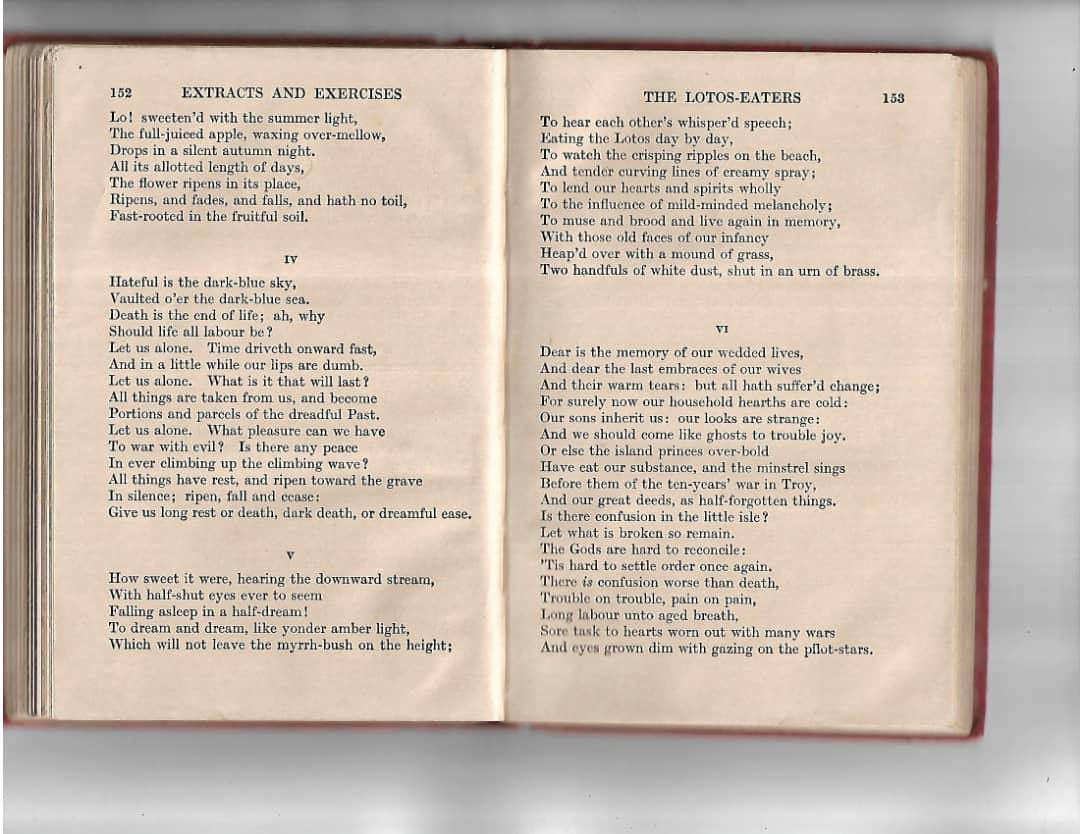 152 EXTRACTS AND EXERCISES
Lo! sweeten'd with the summer light,
The full-juiced apple, waxing over-mellow,
Drops in a silent autumn night.
All its allotted length of days,
The flower ripens in its place,
Ripens, and fades, and falls, and hath no toil,
Fast-rooted in the fruitful soil.
IV
Hateful is the dark-blue sky,
Vaulted o'er the dark-blue sea.
Death is the end of life; ah, why
Should life all labour be?
Let us alone. Time driveth onward fast,
And in a little while our lips are dumb.
Let us alone. What is it that will last?
All things are taken from us, and become
Portions and parcels of the dreadful Past.
Let us alone. What pleasure can we have
To war with evil? Is there any peace
In ever climbing up the climbing wave?
All things have rest, and ripen toward the grave
In silence; ripen, fall and cease:
Give us long rest or death, dark death, or dreamful ease.
V
How sweet it were, hearing the downward stream,
With half-shut eyes ever to seem
Falling asleep in a half-dream!
To dream and dream, like yonder amber light,
Which will not leave the myrrh-bush on the height;
THE LOTOS-EATERS 153
To hear each other's whisper'd speech;
Eating the Lotos day by day,
To watch the crisping ripples on the beach,
And tender curving lines of creamy spray;
To lend our hearts and spirits wholly
To the influence of mild-minded melancholy;
To muse and brood and live again in memory,
With those old faces of our infancy
Heap'd over with a mound of grass,
Two handfuls of white dust, shut in an urn of brass.
VI
Dear is the memory of our wedded lives,
And dear the last embraces of our wives
And their warm tears: but all hath suffer'd change;
For surely now our household hearths are cold:
Our sons inherit us: our looks are strange:
And we should come like ghosts to trouble joy.
Or else the island princes over-bold
Have eat our substance, and the minstrel sings
Before them of the ten-years' war in Troy,
And our great deeds, as half-forgotten things.
Is there confusion in the little isle?
Let what is broken so remain.
The Gods are hard to reconcile:
'Tis hard to settle order once again.
There is confusion worse than death,
Trouble on trouble, pain on pain,
Long labour unto aged breath,
Sore task to hearts worn out with many wars
And eyes grown dim with gazing on the pilot-stars.